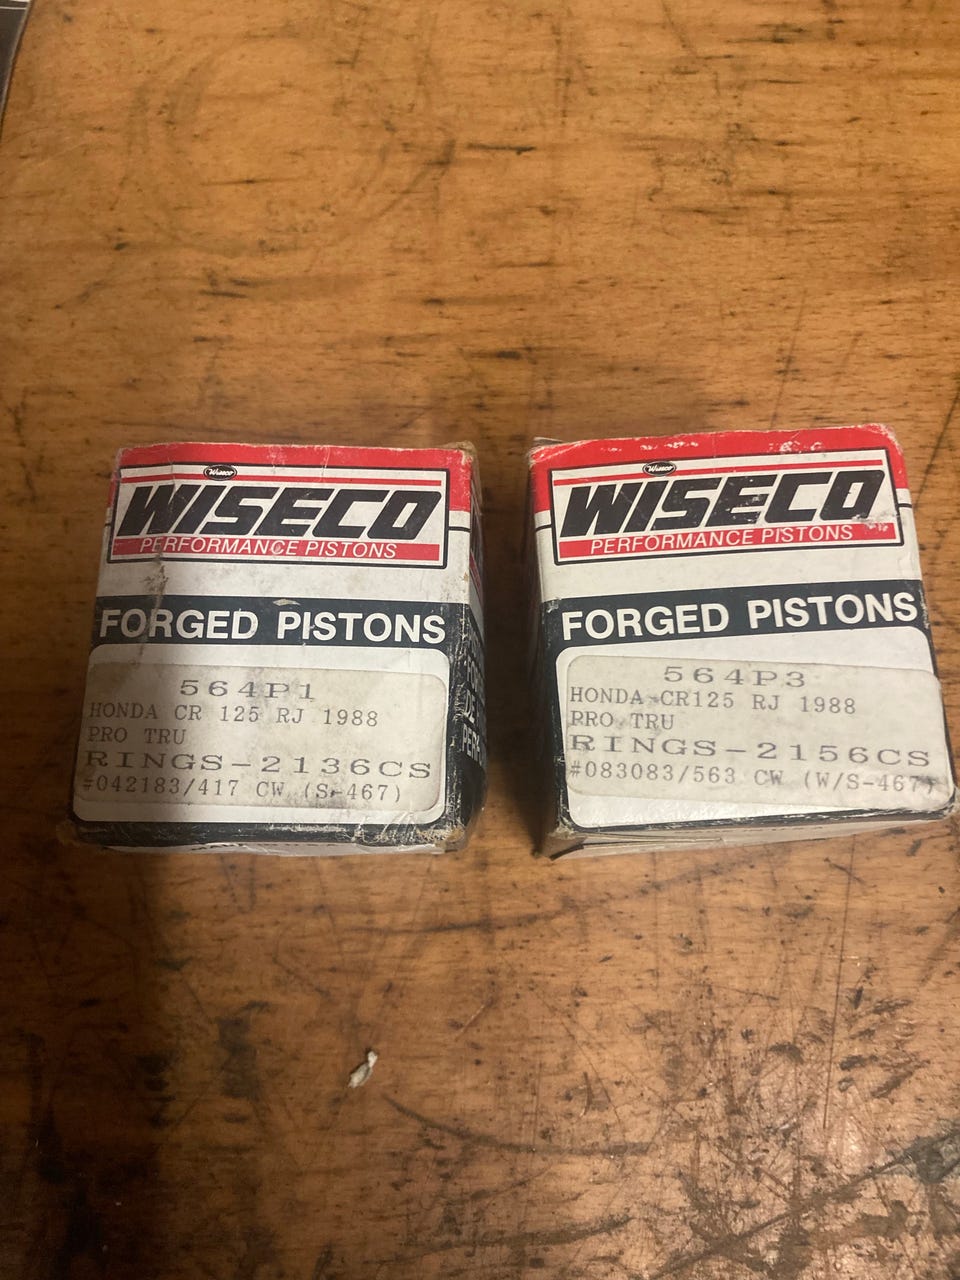 Wiseco
WISECO
PERFORMANCE PISTONS
FORGED PISTONS
564P1
HONDA CR 125 RJ 1988
PRO TRU
RINGS-2136CS
#042183/417 CW (S-467)
Wiseco
WISECO
PERFORMANCE PISTONS
FORGED PISTONS
564P3
HONDA CR125 RJ 1988
PRO TRU
RINGS-2156CS
#083083/563 CW (W/S-467)